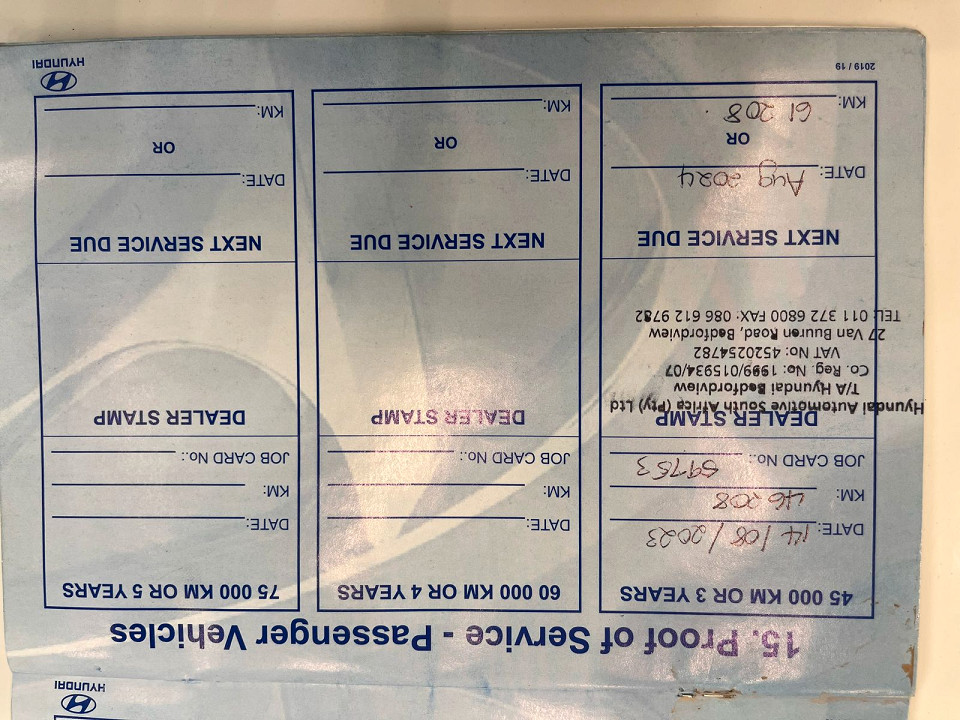 15. Proof of Service - Passenger Vehicles
45 000 KM OR 3 YEARS
DATE: 14/08/2023
KM: 46208
JOB CARD No.: 59753
DEALER STAMP
Hyundai Automotive South Africa (Pty) Ltd
T/A Hyundai Bedfordview
Co. Reg. No: 1999/015934/07
VAT No: 4520254782
27 Van Buuren Road, Bedfordview
TEL: 011 372 6800 FAX: 086 612 9782
NEXT SERVICE DUE
DATE: Aug 2024
OR
KM: 61 208
60 000 KM OR 4 YEARS
DATE:
KM:
JOB CARD No.:
DEALER STAMP
NEXT SERVICE DUE
DATE:
OR
KM:
75 000 KM OR 5 YEARS
DATE:
KM:
JOB CARD No.:
DEALER STAMP
NEXT SERVICE DUE
DATE:
OR
KM:
2019 / 19
HYUNDAI
HYUNDAI